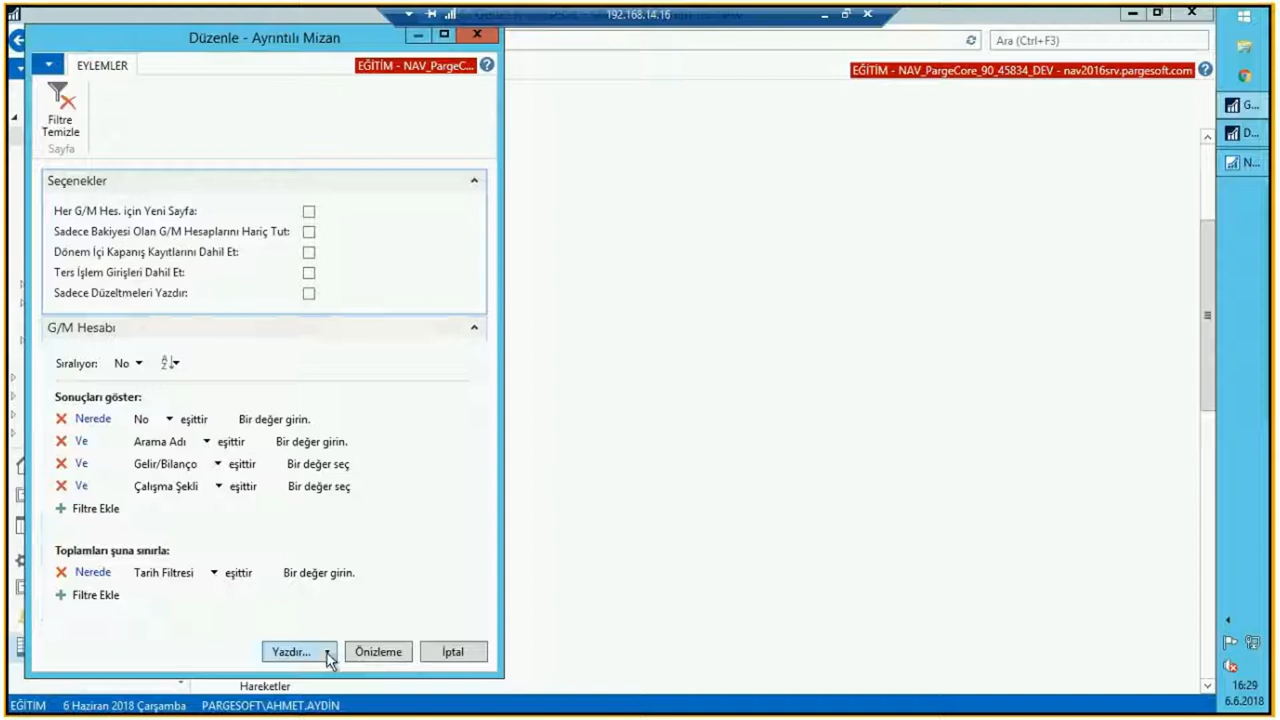 192.168.14.16
Düzenle - Ayrıntılı Mizan
Ara (Ctrl+F3)
EYLEMLER
EĞİTİM - NAV_PargeC...
EĞİTİM - NAV_PargeCore_90_45834_DEV - nav2016srv.pargesoft.com
Filtre
Temizle
Sayfa
G...
D...
N...
Seçenekler
Her G/M Hes. için Yeni Sayfa:
Sadece Bakiyesi Olan G/M Hesaplarını Hariç Tut:
Dönem İçi Kapanış Kayıtlarını Dahil Et:
Ters İşlem Girişleri Dahil Et:
Sadece Düzeltmeleri Yazdır:
G/M Hesabı
Sıralıyor: No
Sonuçları göster:
Nerede No eşittir Bir değer girin.
Ve Arama Adı eşittir Bir değer girin.
Ve Gelir/Bilanço eşittir Bir değer seç
Ve Çalışma Şekli eşittir Bir değer seç
Filtre Ekle
Toplamları şuna sınırla:
Nerede Tarih Filtresi eşittir Bir değer girin.
Filtre Ekle
Yazdır... Önizleme İptal
Hareketler
EĞİTİM 6 Haziran 2018 Çarşamba PARGESOFT\AHMET.AYDIN
16:29
6.6.2018